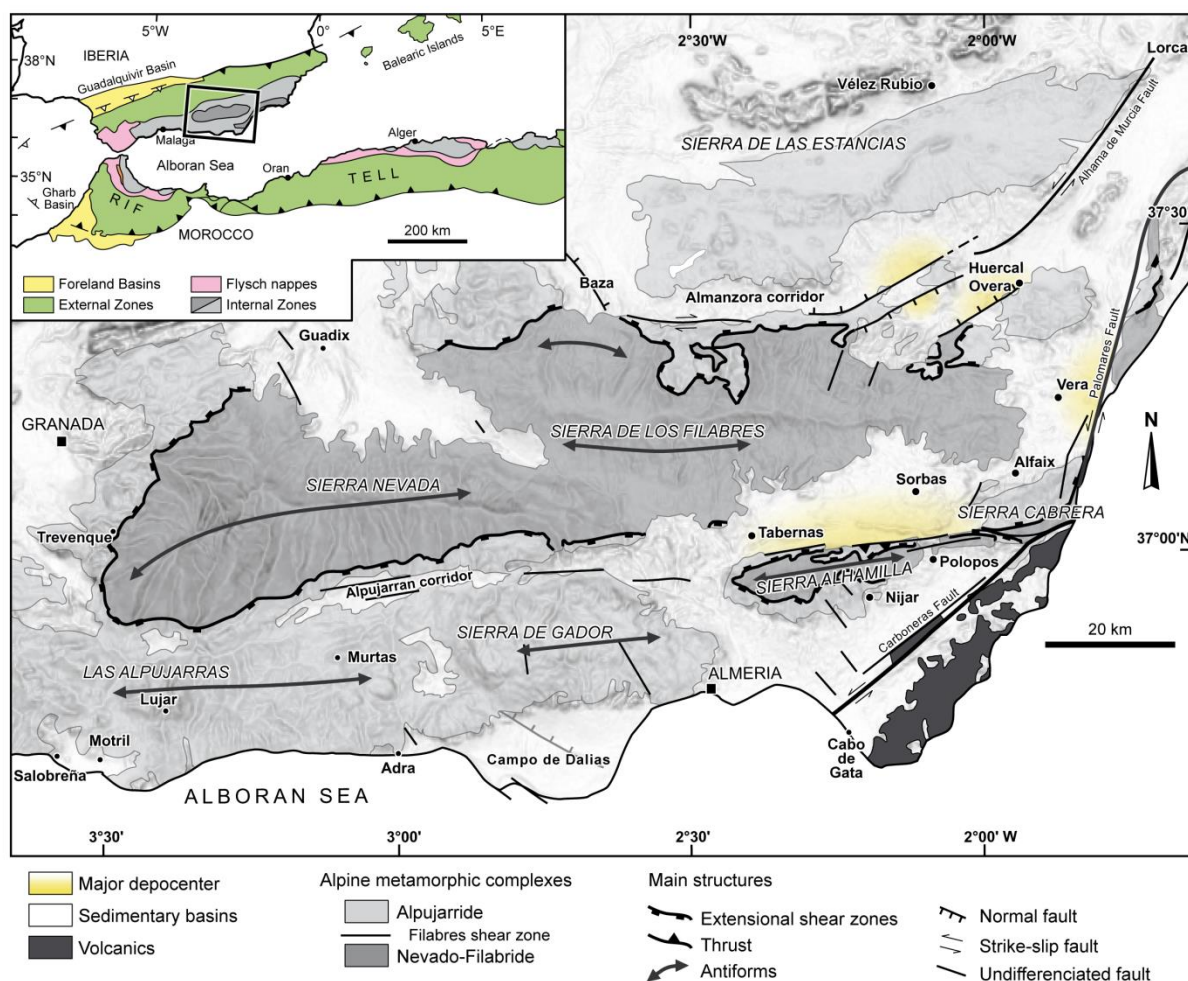 5°W
0°
5°E
38°N
IBERIA
Guadalquivir Basin
Balearic Islands
Malaga
Alboran Sea
Alger
Oran
35°N
Gharb
Basin
RIF
TELL
MOROCCO
200 km
Foreland Basins
Flysch nappes
External Zones
Internal Zones
2°30'W
2°00' W
Lorca
Vélez Rubio
SIERRA DE LAS ESTANCIAS
Alhama de Murcia Fault
37°30'
Baza
Almanzora corridor
Huercal
Overa
Guadix
Palomares Fault
Vera
GRANADA
N
SIERRA DE LOS FILABRES
Alfaix
Sorbas
SIERRA NEVADA
SIERRA CABRERA
Trevenque
Tabernas
37°00'N
Polopos
Alpujarran corridor
SIERRA ALHAMILLA
Nijar
Carboneras Fault
SIERRA DE GADOR
20 km
Murtas
LAS ALPUJARRAS
ALMERIA
Lujar
Motril
Salobreña
Adra
Campo de Dalias
Cabo
de
Gata
ALBORAN SEA
3°30'
3°00'
2°30'
2°00' W
Major depocenter
Sedimentary basins
Volcanics
Alpine metamorphic complexes
Alpujarride
Filabres shear zone
Nevado-Filabride
Main structures
Extensional shear zones
Thrust
Antiforms
Normal fault
Strike-slip fault
Undifferenciated fault